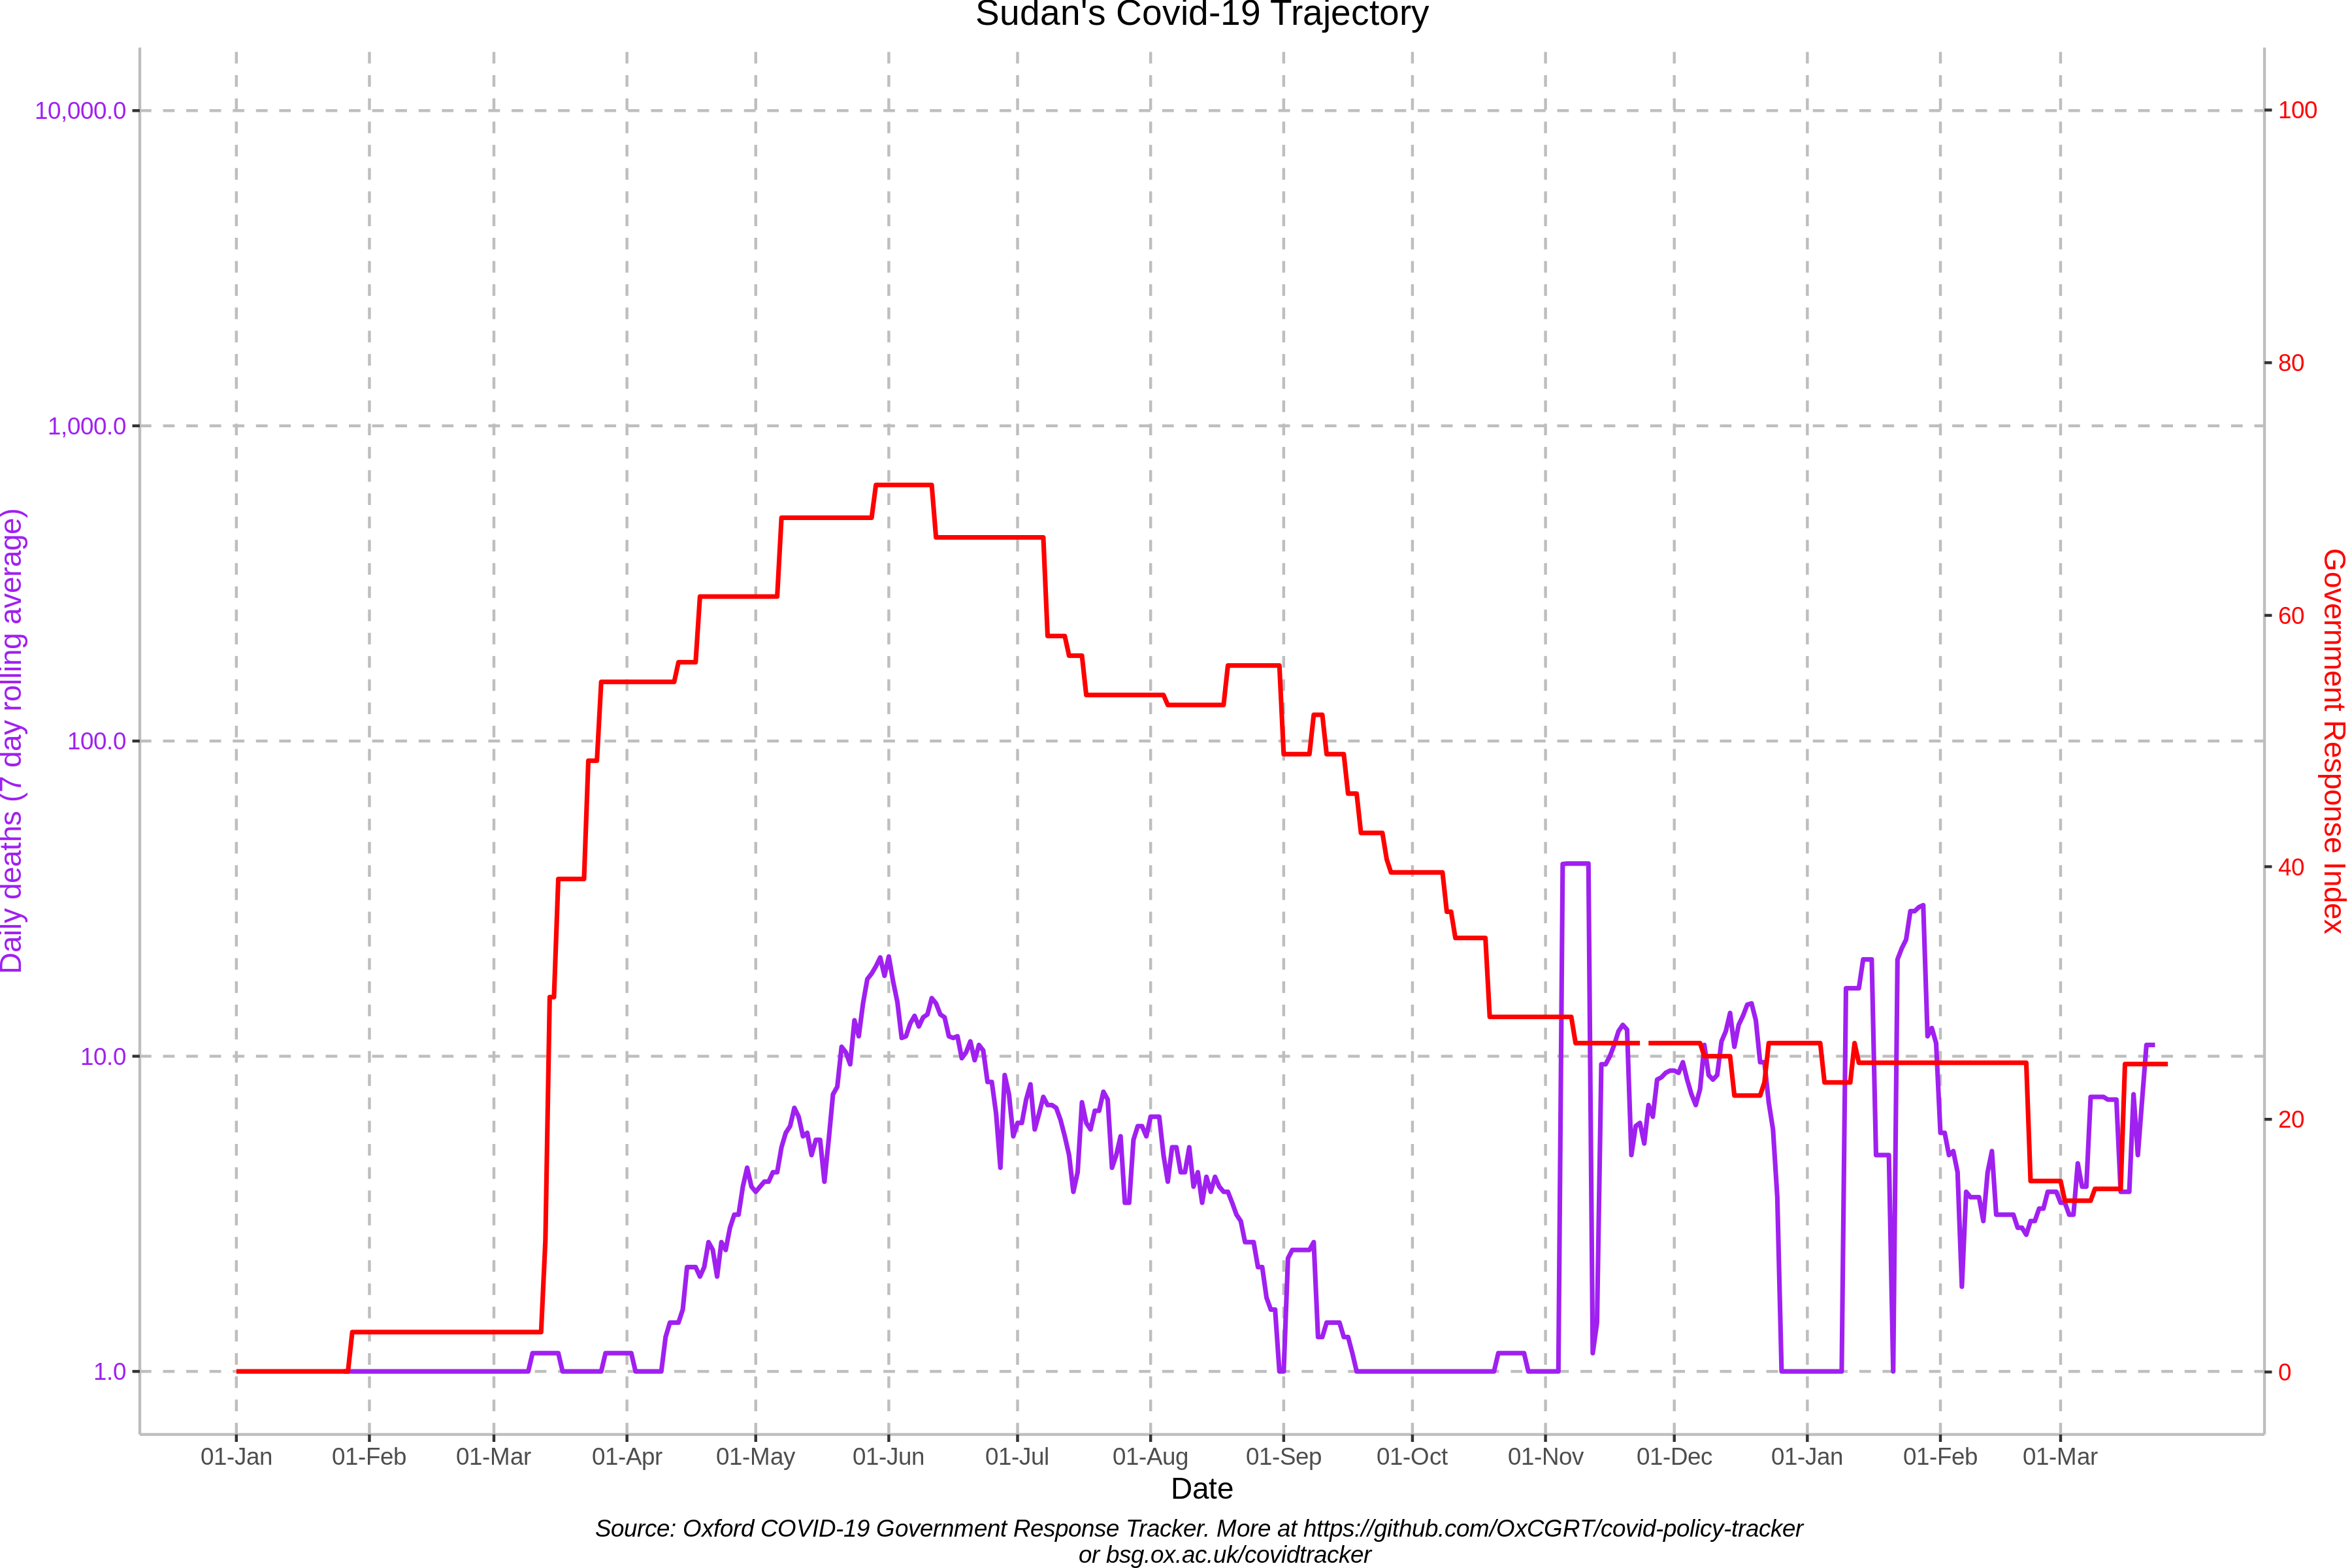 Sudan's Covid-19 Trajectory
10,000.0
1,000.0
100.0
10.0
1.0
Daily deaths (7 day rolling average)
100
80
60
40
20
0
Government Response Index
01-Jan 01-Feb 01-Mar 01-Apr 01-May 01-Jun 01-Jul 01-Aug 01-Sep 01-Oct 01-Nov 01-Dec 01-Jan 01-Feb 01-Mar
Date
Source: Oxford COVID-19 Government Response Tracker. More at https://github.com/OxCGRT/covid-policy-tracker
or bsg.ox.ac.uk/covidtracker